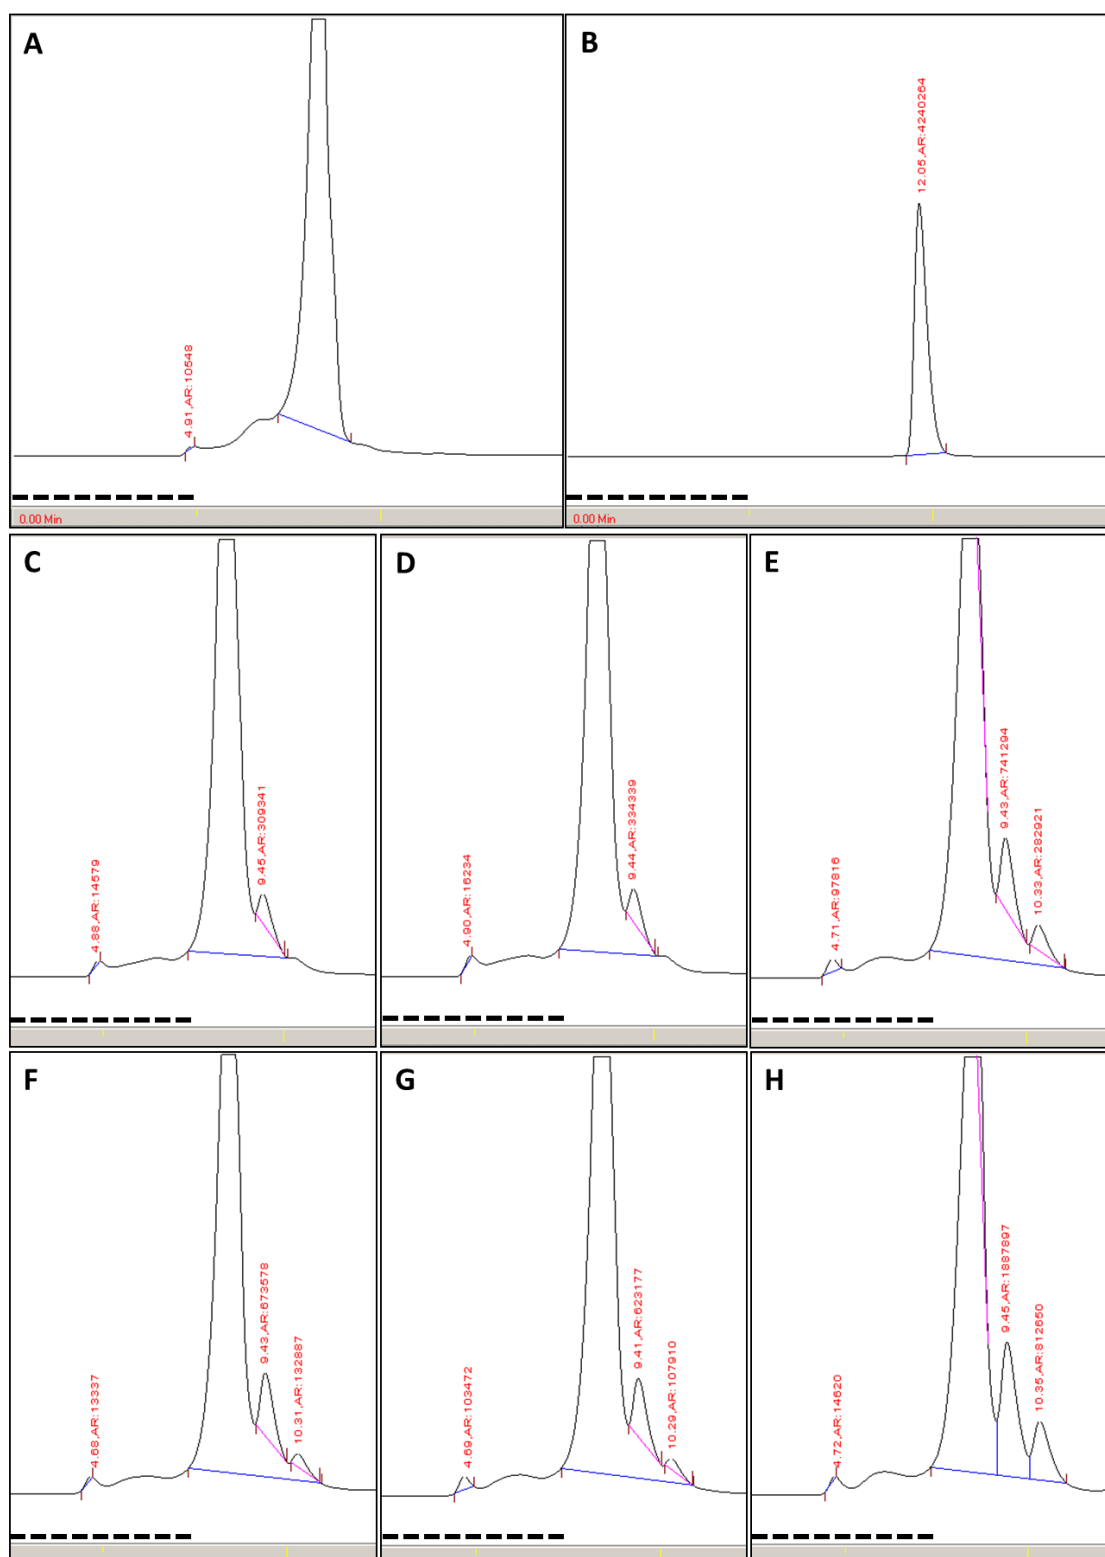 A
4.91,AR:10548
0.00 Min
B
12.05,AR:4240264
0.00 Min
C
4.88,AR:14579
9.45,AR:309341
D
4.90,AR:16234
9.44,AR:334339
E
4.71,AR:97816
9.43,AR:741294
10.33,AR:282921
F
4.68,AR:13337
9.43,AR:673578
10.31,AR:132887
G
4.69,AR:103472
9.41,AR:623177
10.29,AR:107910
H
4.72,AR:14620
9.45,AR:1887897
10.35,AR:812650